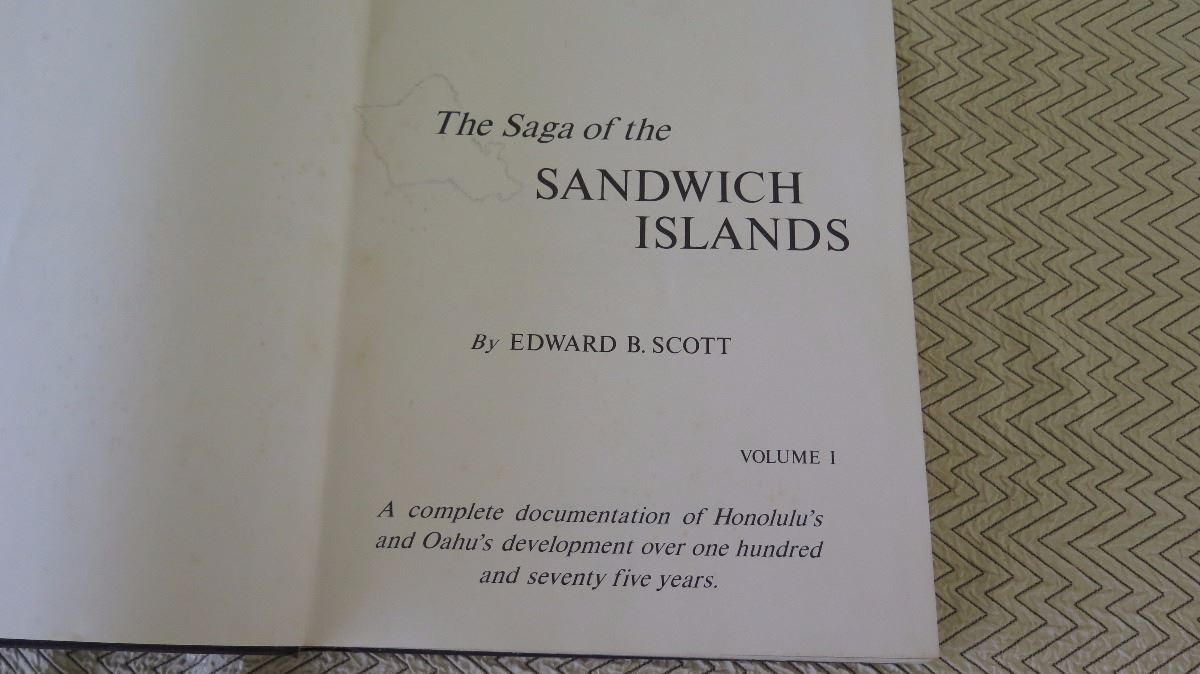 The Saga of the
SANDWICH
ISLANDS
By EDWARD B. SCOTT
VOLUME I
A complete documentation of Honolulu's
and Oahu's development over one hundred
and seventy five years.